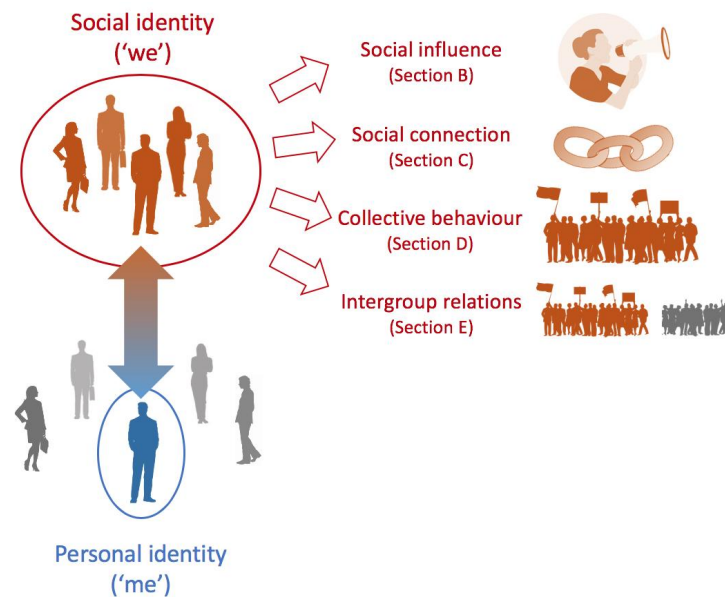 Social identity
(‘we’)
Social influence
(Section B)
Social connection
(Section C)
Collective behaviour
(Section D)
Intergroup relations
(Section E)
Personal identity
(‘me’)